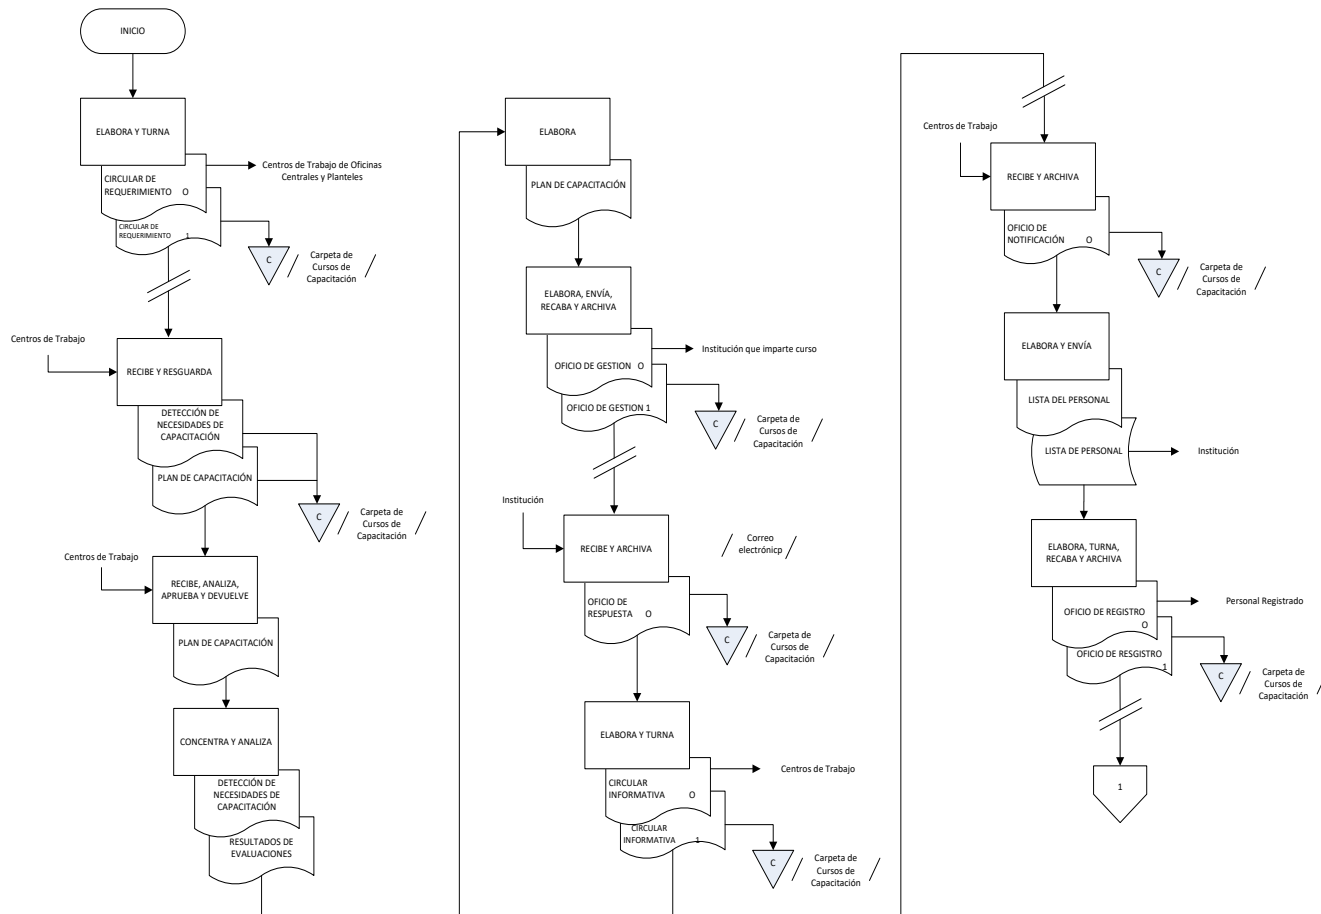 INICIO
ELABORA Y TURNA
Centros de Trabajo de Oficinas
Centrales y Planteles
CIRCULAR DE
REQUERIMIENTO O
CIRCULAR DE
REQUERIMIENTO 1
C
Carpeta de
Cursos de
Capacitación
Centros de Trabajo
RECIBE Y RESGUARDA
DETECCIÓN DE
NECESIDADES DE
CAPACITACIÓN
PLAN DE CAPACITACIÓN
C
Carpeta de
Cursos de
Capacitación
Centros de Trabajo
RECIBE, ANALIZA,
APRUEBA Y DEVUELVE
PLAN DE CAPACITACIÓN
CONCENTRA Y ANALIZA
DETECCIÓN DE
NECESIDADES DE
CAPACITACIÓN
RESULTADOS DE
EVALUACIONES
ELABORA
PLAN DE CAPACITACIÓN
ELABORA, ENVÍA,
RECABA Y ARCHIVA
OFICIO DE GESTION O
Institución que imparte curso
OFICIO DE GESTION 1
C
Carpeta de
Cursos de
Capacitación
Institución
RECIBE Y ARCHIVA
Correo
electrónicp
OFICIO DE
RESPUESTA O
C
Carpeta de
Cursos de
Capacitación
ELABORA Y TURNA
Centros de Trabajo
CIRCULAR
INFORMATIVA O
CIRCULAR
INFORMATIVA 1
C
Carpeta de
Cursos de
Capacitación
Centros de Trabajo
RECIBE Y ARCHIVA
OFICIO DE
NOTIFICACIÓN O
C
Carpeta de
Cursos de
Capacitación
ELABORA Y ENVÍA
LISTA DEL PERSONAL
LISTA DE PERSONAL
Institución
ELABORA, TURNA,
RECABA Y ARCHIVA
Personal Registrado
OFICIO DE REGISTRO
O
OFICIO DE RESGISTRO
1
C
Carpeta de
Cursos de
Capacitación
1